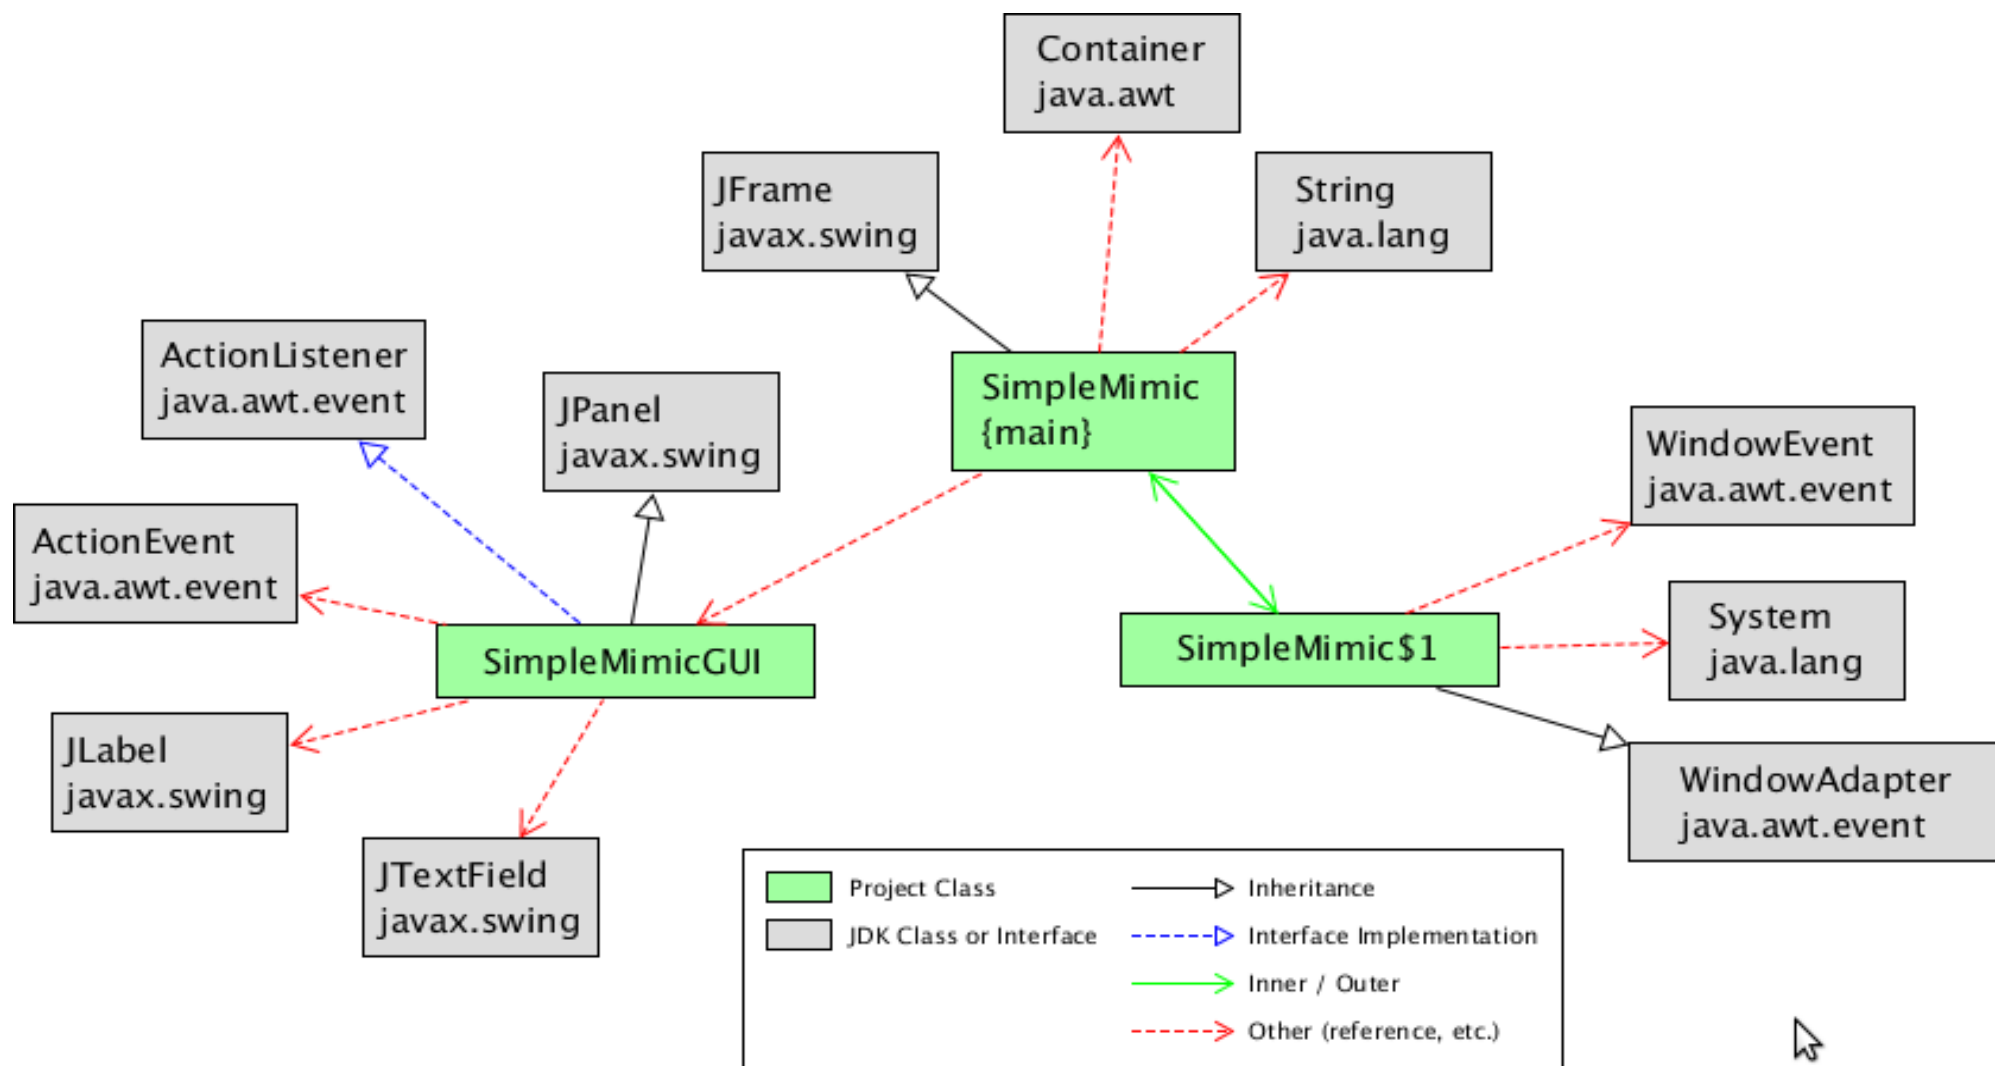 Container
java.awt
JFrame
javax.swing
String
java.lang
ActionListener
java.awt.event
JPanel
javax.swing
SimpleMimic
{main}
WindowEvent
java.awt.event
ActionEvent
java.awt.event
SimpleMimicGUI
SimpleMimic$1
System
java.lang
JLabel
javax.swing
WindowAdapter
java.awt.event
JTextField
javax.swing
Project Class
JDK Class or Interface
Inheritance
Interface Implementation
Inner / Outer
Other (reference, etc.)